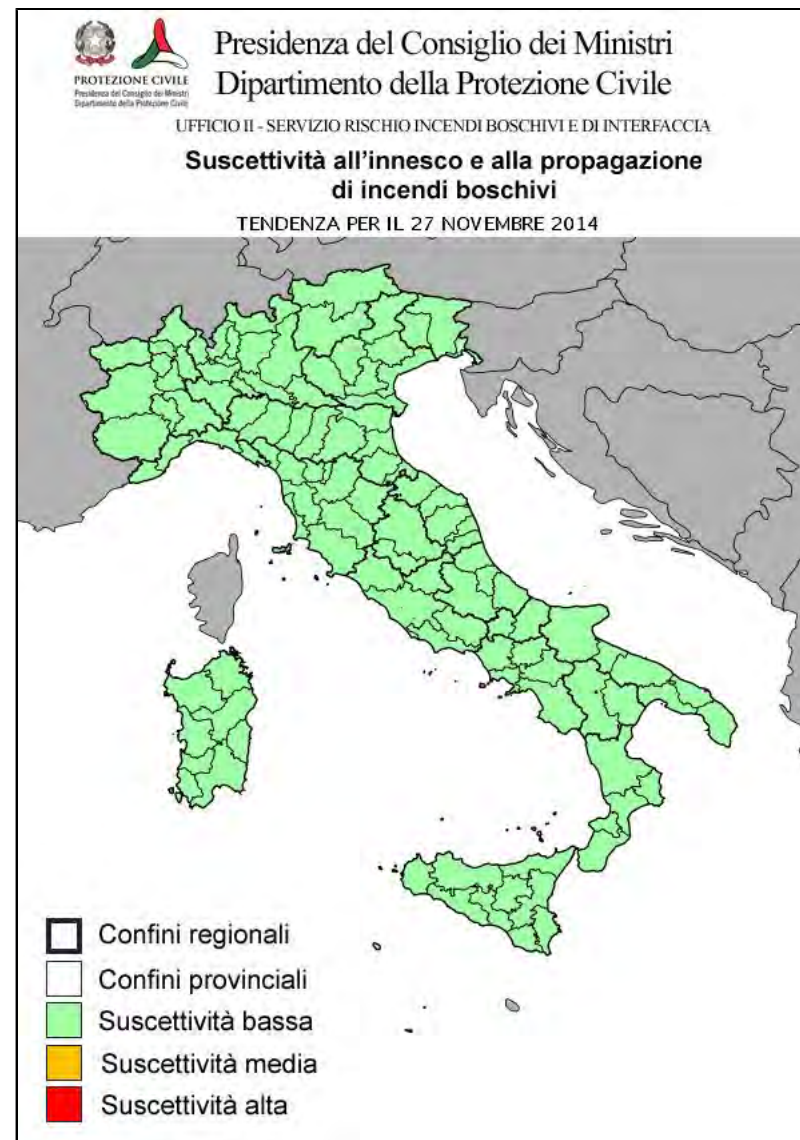 PROTEZIONE CIVILE
Presidenza del Consiglio dei Ministri
Dipartimento della Protezione Civile
Presidenza del Consiglio dei Ministri
Dipartimento della Protezione Civile
UFFICIO II - SERVIZIO RISCHIO INCENDI BOSCHIVI E DI INTERFACCIA
Suscettività all'innesco e alla propagazione
di incendi boschivi
TENDENZA PER IL 27 NOVEMBRE 2014
Confini regionali
Confini provinciali
Suscettività bassa
Suscettività media
Suscettività alta